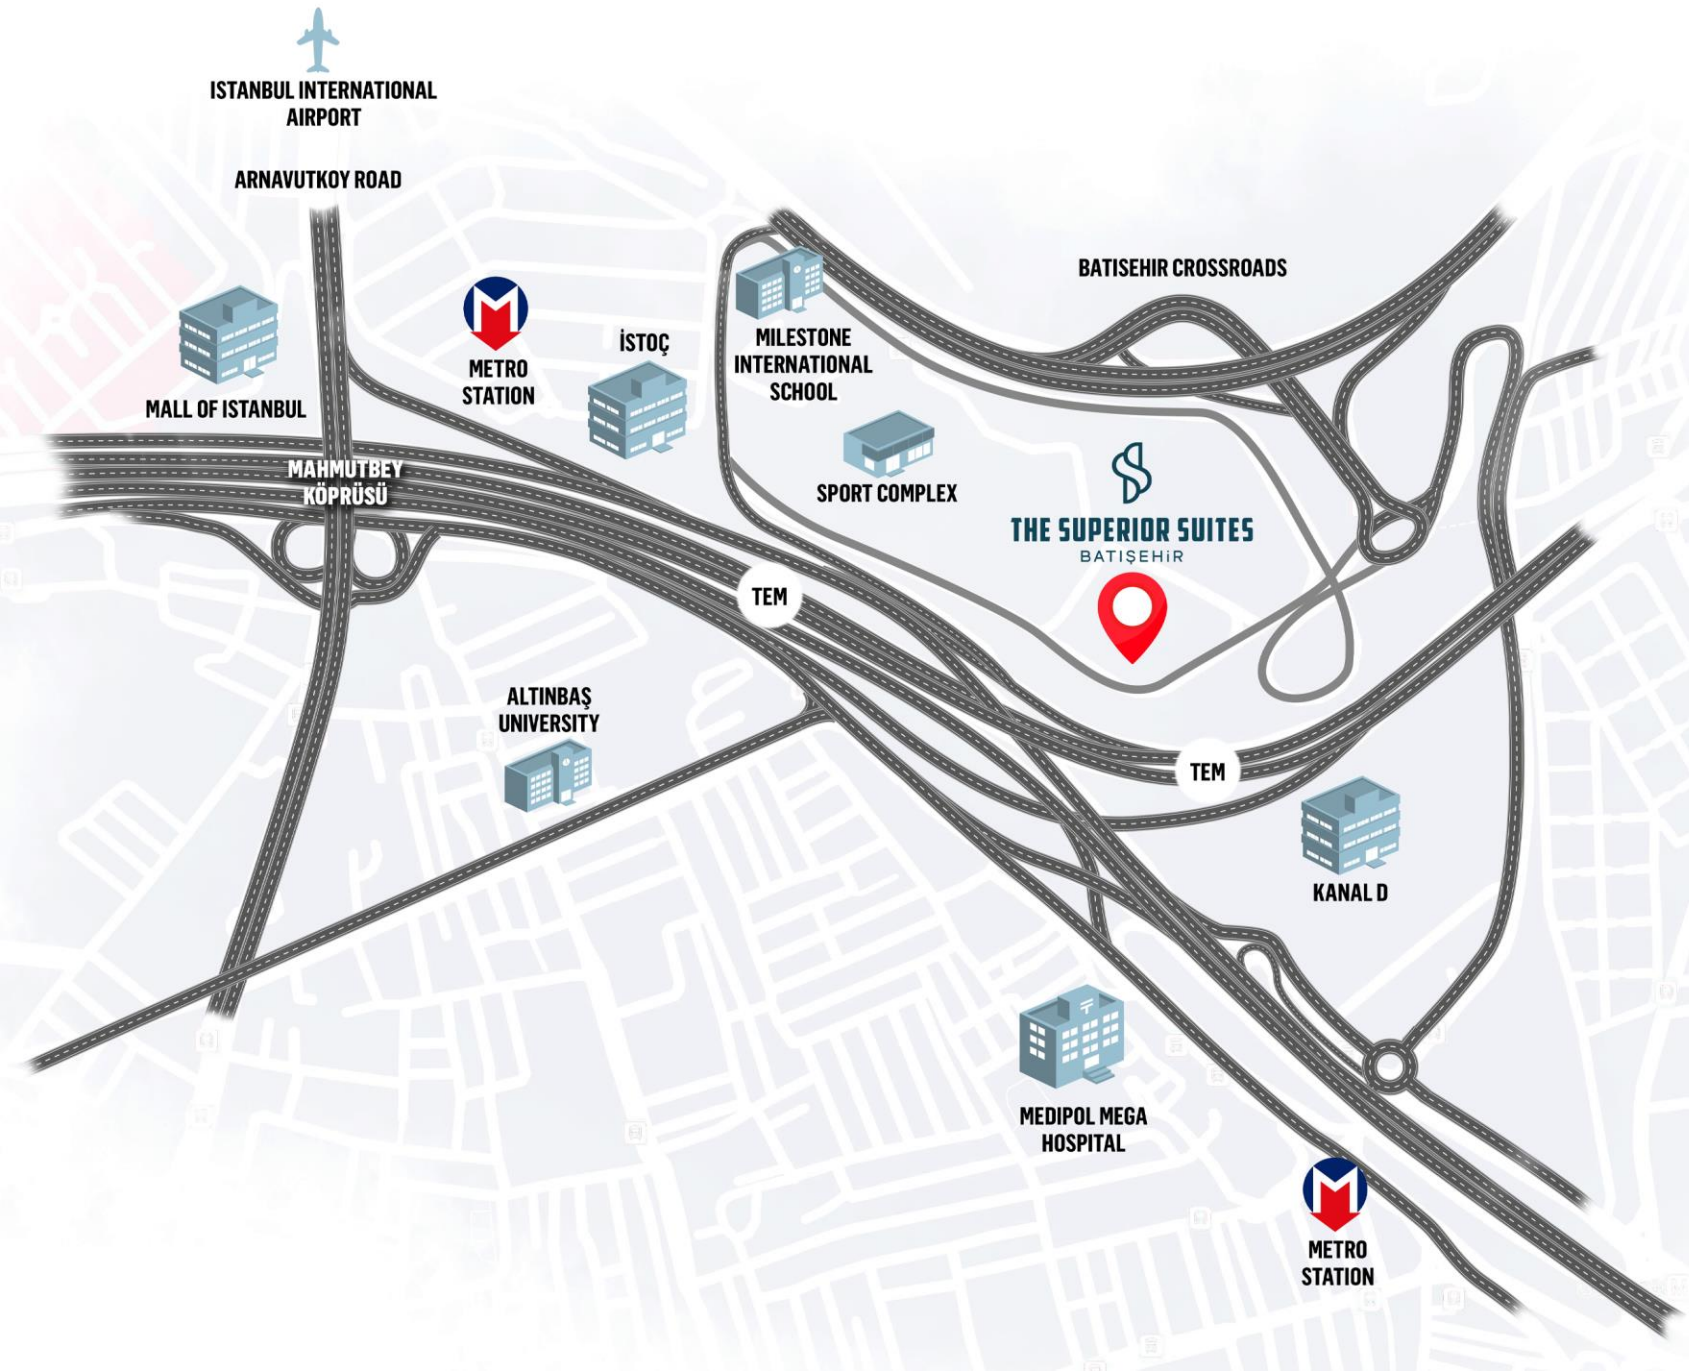 ISTANBUL INTERNATIONAL
AIRPORT
ARNAVUTKOY ROAD
BATISEHIR CROSSROADS
M
METRO
STATION
İSTOÇ
MILESTONE
INTERNATIONAL
SCHOOL
MALL OF ISTANBUL
MAHMUTBEY
KÖPRÜSÜ
SPORT COMPLEX
THE SUPERIOR SUITES
BATIŞEHİR
TEM
ALTINBAŞ
UNIVERSITY
TEM
KANAL D
MEDIPOL MEGA
HOSPITAL
M
METRO
STATION